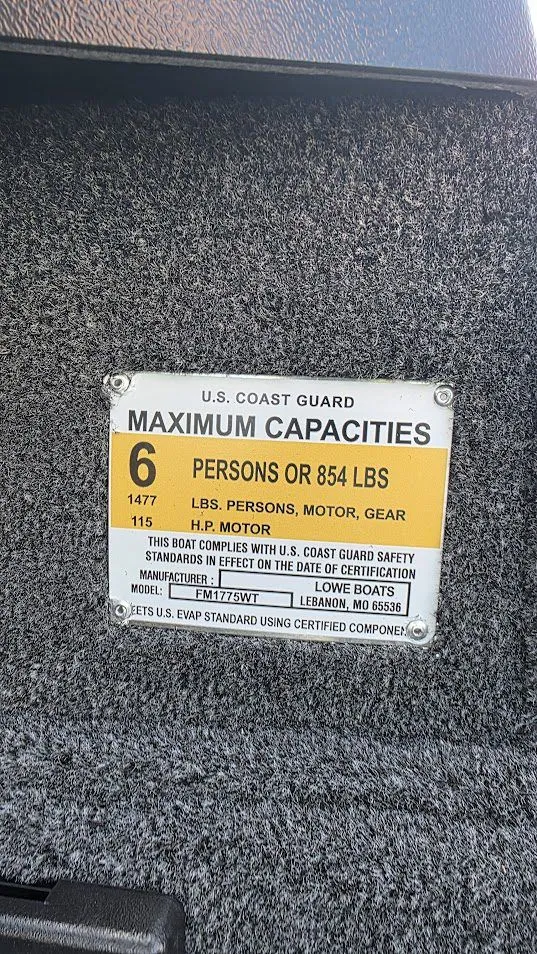 U.S. COAST GUARD
MAXIMUM CAPACITIES
6 PERSONS OR 854 LBS
1477 LBS. PERSONS, MOTOR, GEAR
115 H.P. MOTOR
THIS BOAT COMPLIES WITH U.S. COAST GUARD SAFETY
STANDARDS IN EFFECT ON THE DATE OF CERTIFICATION
MANUFACTURER : LOWE BOATS
MODEL: FM1775WT LEBANON, MO 65536
EETS U.S. EVAP STANDARD USING CERTIFIED COMPONEN